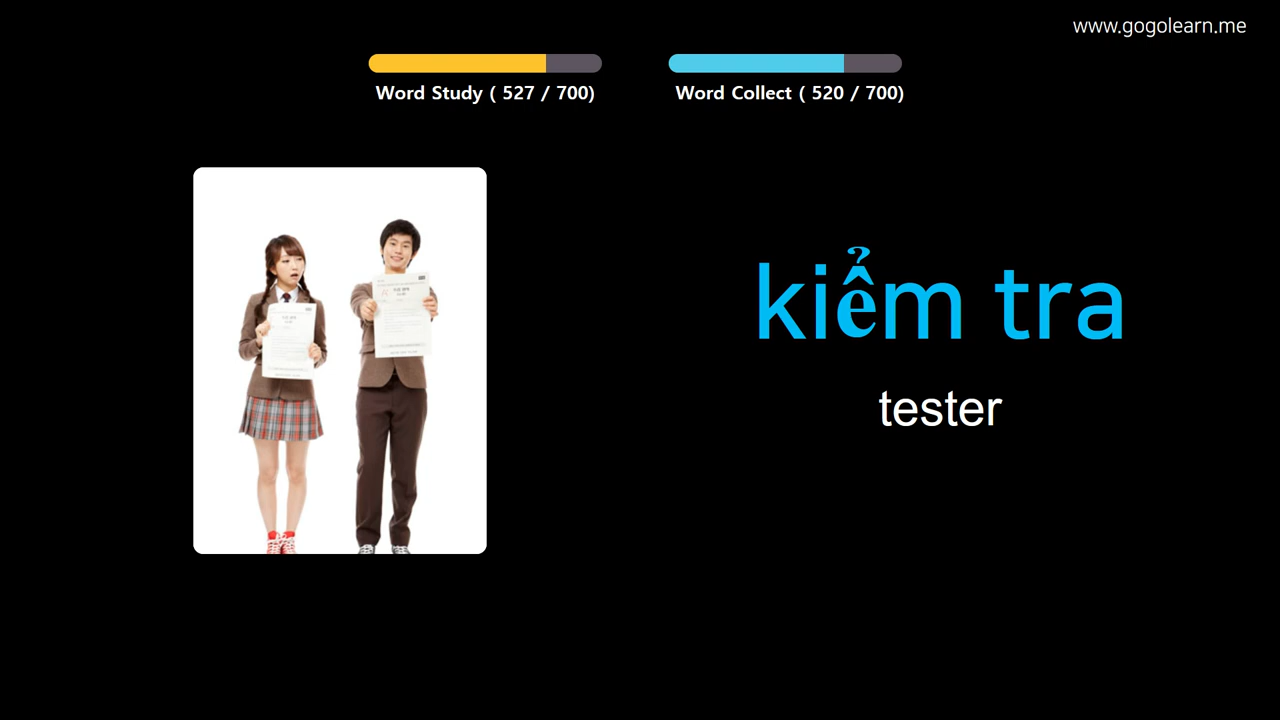 www.gogolearn.me
Word Study ( 527 / 700)
Word Collect ( 520 / 700)
kiểm tra
tester